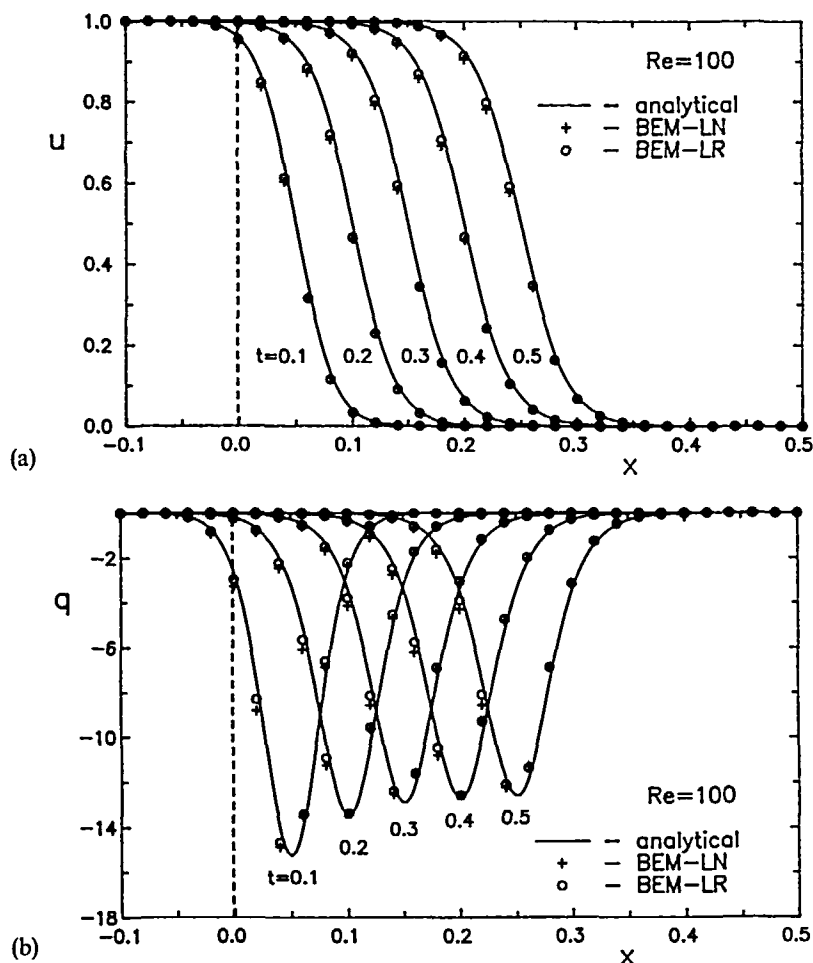 1.0
0.8
0.6
0.4
0.2
0.0
u
Re=100
— – analytical
+ – BEM–LN
o – BEM–LR
t=0.1 0.2 0.3 0.4 0.5
-0.1 0.0 0.1 0.2 0.3 0.4 0.5
x
(a)
-2
-6
-10
-14
-18
q
Re=100
— – analytical
+ – BEM–LN
o – BEM–LR
t=0.1 0.2 0.3 0.4 0.5
-0.1 0.0 0.1 0.2 0.3 0.4 0.5
x
(b)